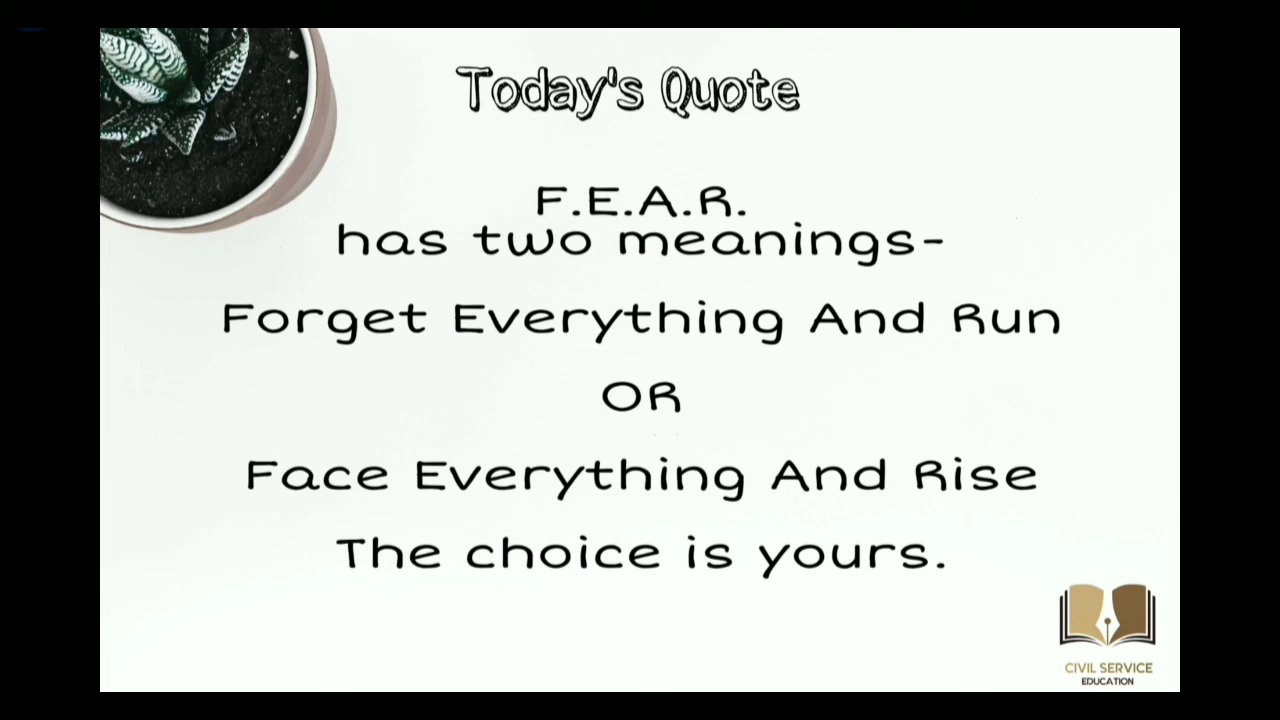 Today's Quote
F.E.A.R.
has two meanings-
Forget Everything And Run
OR
Face Everything And Rise
The choice is yours.
CIVIL SERVICE
EDUCATION